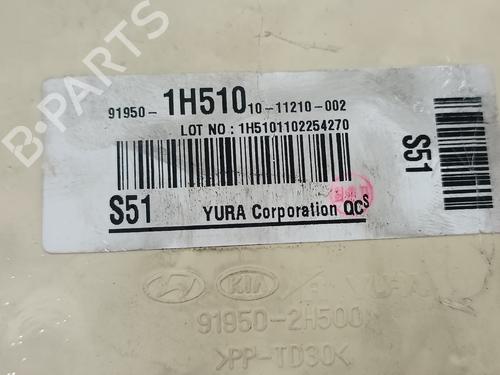 B-PARTS
91950-1H510 10-11210-002
LOT NO : 1H5101102254270
S51 YURA Corporation QCS
S51
KIA YURA
91950-2H500
>PP-TD30<